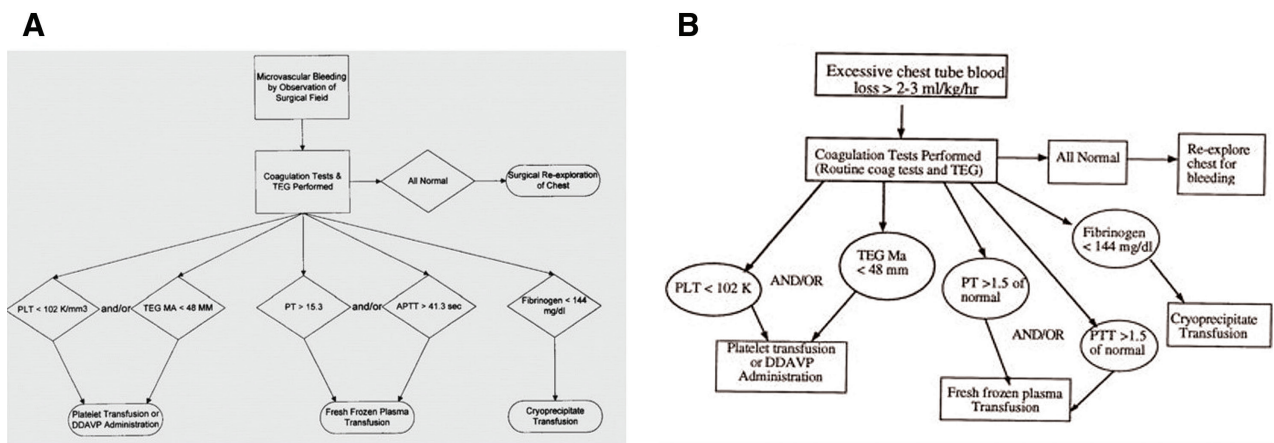 A
Microvascular Bleeding
by Observation of
Surgical Field
Coagulation Tests &
TEG Performed
All Normal
Surgical Re-exploration
of Chest
PLT < 102 K/mm3
and/or
TEG MA < 48 MM
PT > 15.3
and/or
APTT > 41.3 sec
Fibrinogen < 144
mg/dl
Platelet Transfusion or
DDAVP Administration
Fresh Frozen Plasma
Transfusion
Cryoprecipitate
Transfusion
B
Excessive chest tube blood
loss > 2-3 ml/kg/hr
Coagulation Tests Performed
(Routine coag tests and TEG)
All Normal
Re-explore
chest for
bleeding
PLT < 102 K
AND/OR
TEG Ma
< 48 mm
PT >1.5 of
normal
AND/OR
PTT >1.5
of normal
Fibrinogen
< 144 mg/dl
Platelet transfusion
or DDAVP
Administration
Fresh frozen plasma
Transfusion
Cryoprecipitate
Transfusion